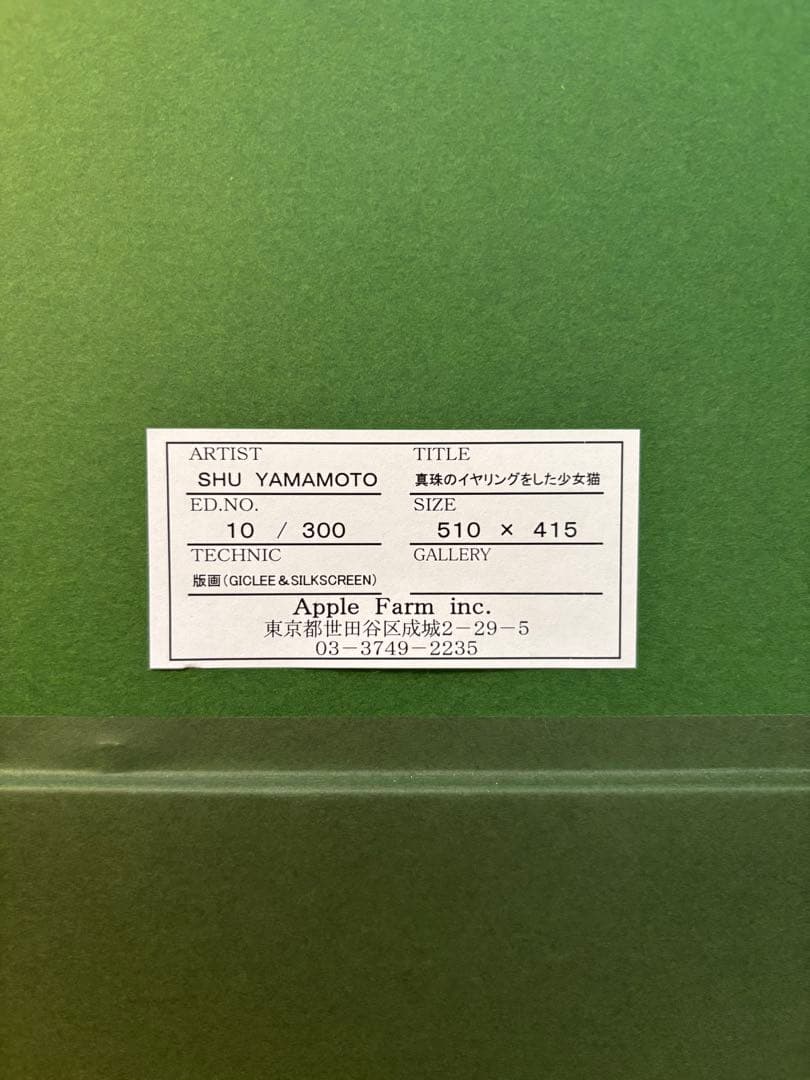 ARTIST TITLE
SHU YAMAMOTO 真珠のイヤリングをした少女猫
ED.NO. SIZE
10 / 300 510 × 415
TECHNIC GALLERY
版画(GICLEE&SILKSCREEN)
Apple Farm inc.
東京都世田谷区成城2-29-5
03-3749-2235